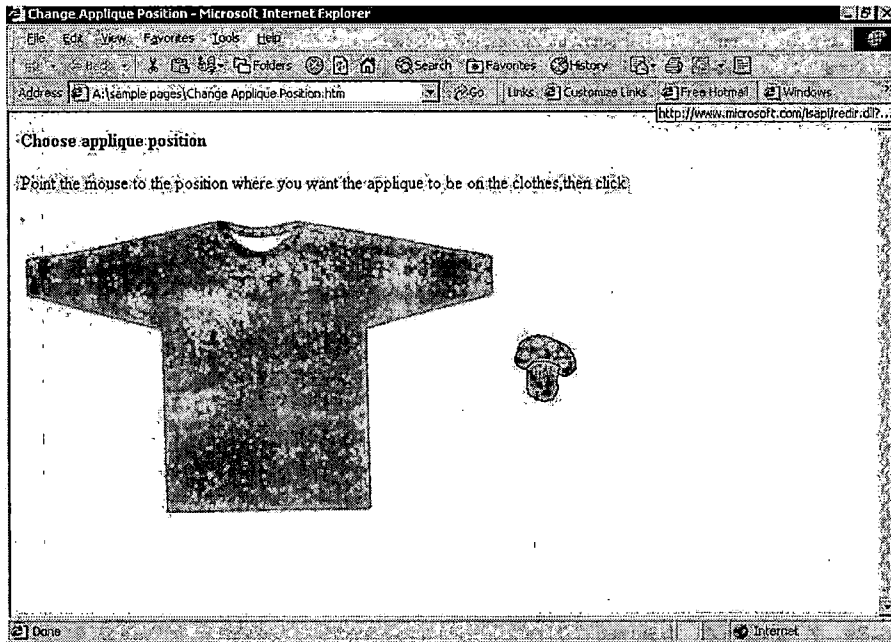 Change Applique Position - Microsoft Internet Explorer
File Edit View Favorites Tools Help
Folders Search Favorites History
Address A:\sample pages\Change Applique Position.htm Go Links Customize Links Free Hotmail Windows
http://www.microsoft.com/isapi/redir.dll?...
Choose applique position
Point the mouse to the position where you want the applique to be on the clothes,then click
Done Internet